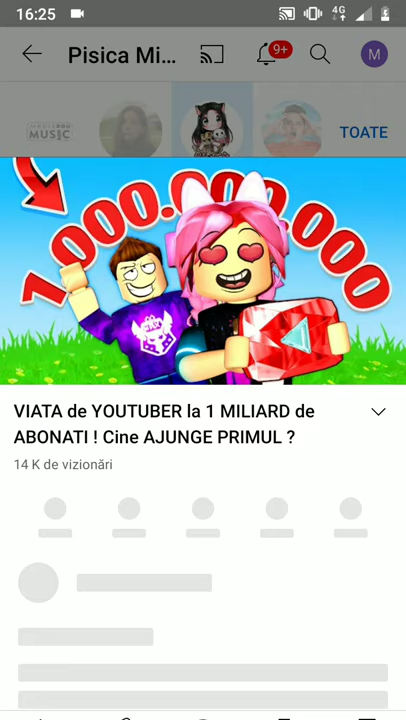 16:25
4G
Pisica Mi...
9+
M
MUSIC
TOATE
1.000.000.000
VIATA de YOUTUBER la 1 MILIARD de
ABONATI ! Cine AJUNGE PRIMUL ?
14 K de vizionări